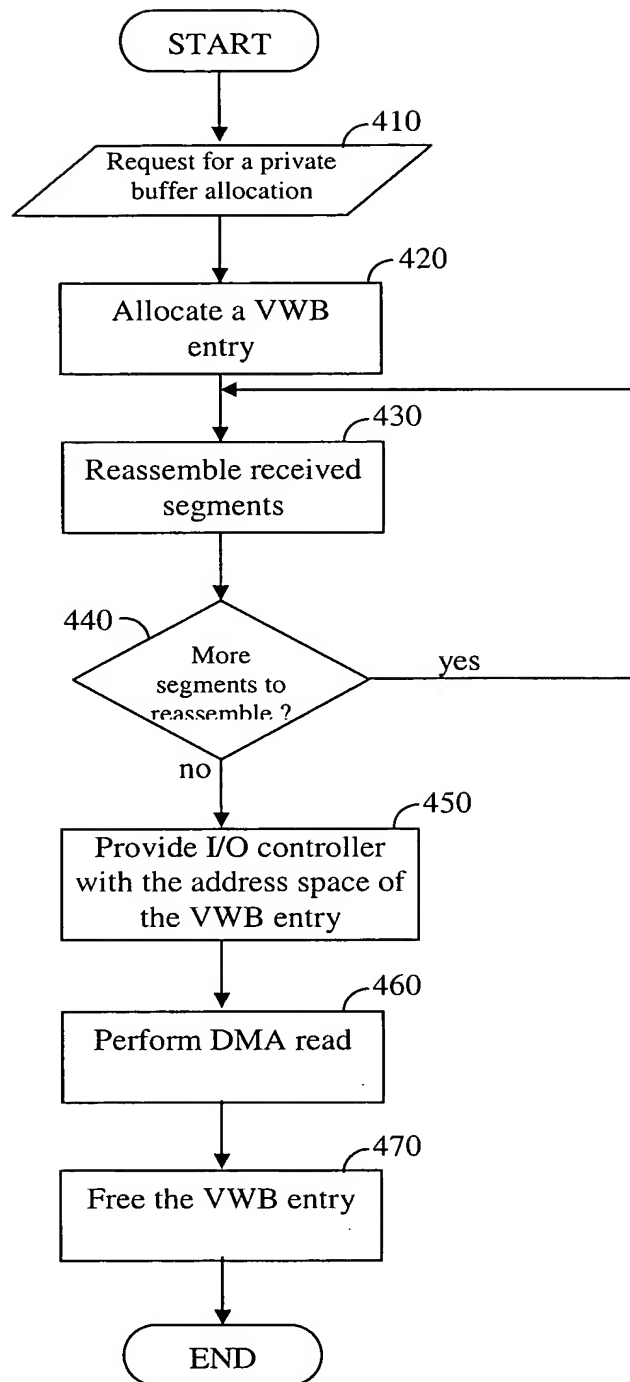 START
410
Request for a private
buffer allocation
420
Allocate a VWB
entry
430
Reassemble received
segments
440
More
segments to
reassemble ?
yes
no
450
Provide I/O controller
with the address space of
the VWB entry
460
Perform DMA read
470
Free the VWB entry
END